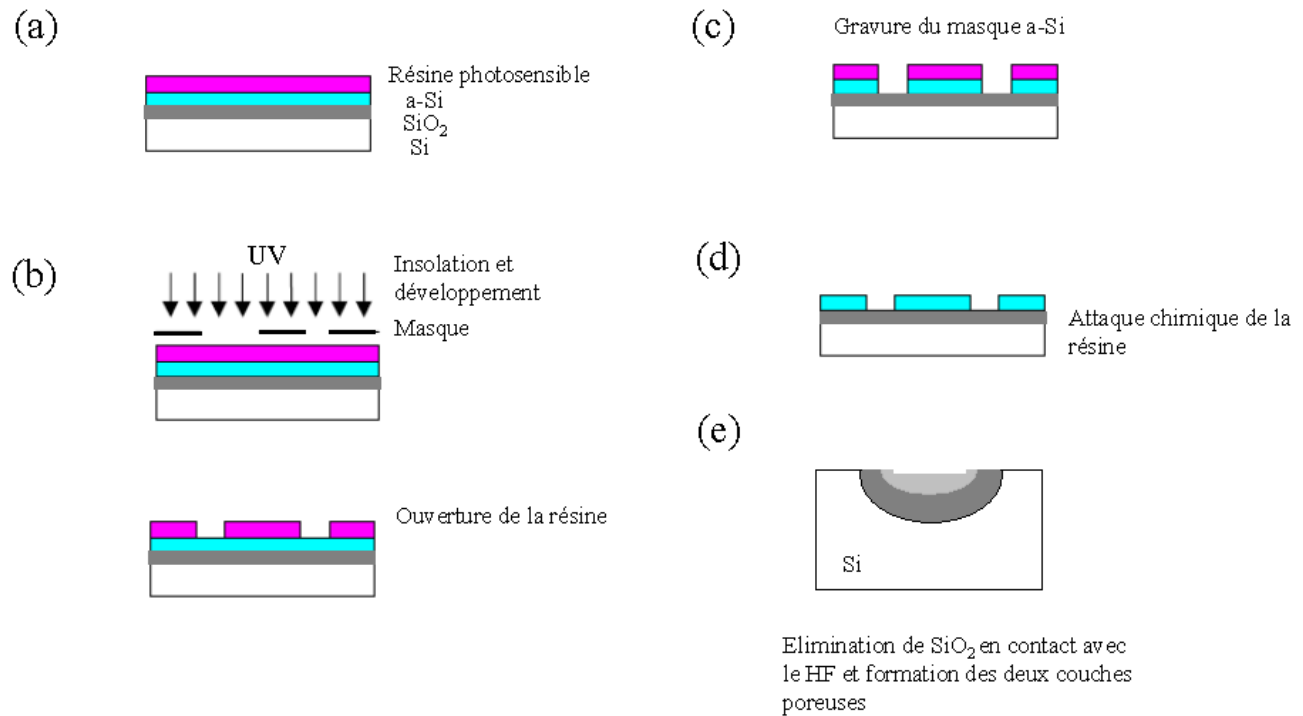 (a)
Résine photosensible
a-Si
SiO2
Si
(b)
UV
Insolation et
développement
Masque
Ouverture de la résine
(c)
Gravure du masque a-Si
(d)
Attaque chimique de la
résine
(e)
Si
Elimination de SiO2 en contact avec
le HF et formation des deux couches
poreuses